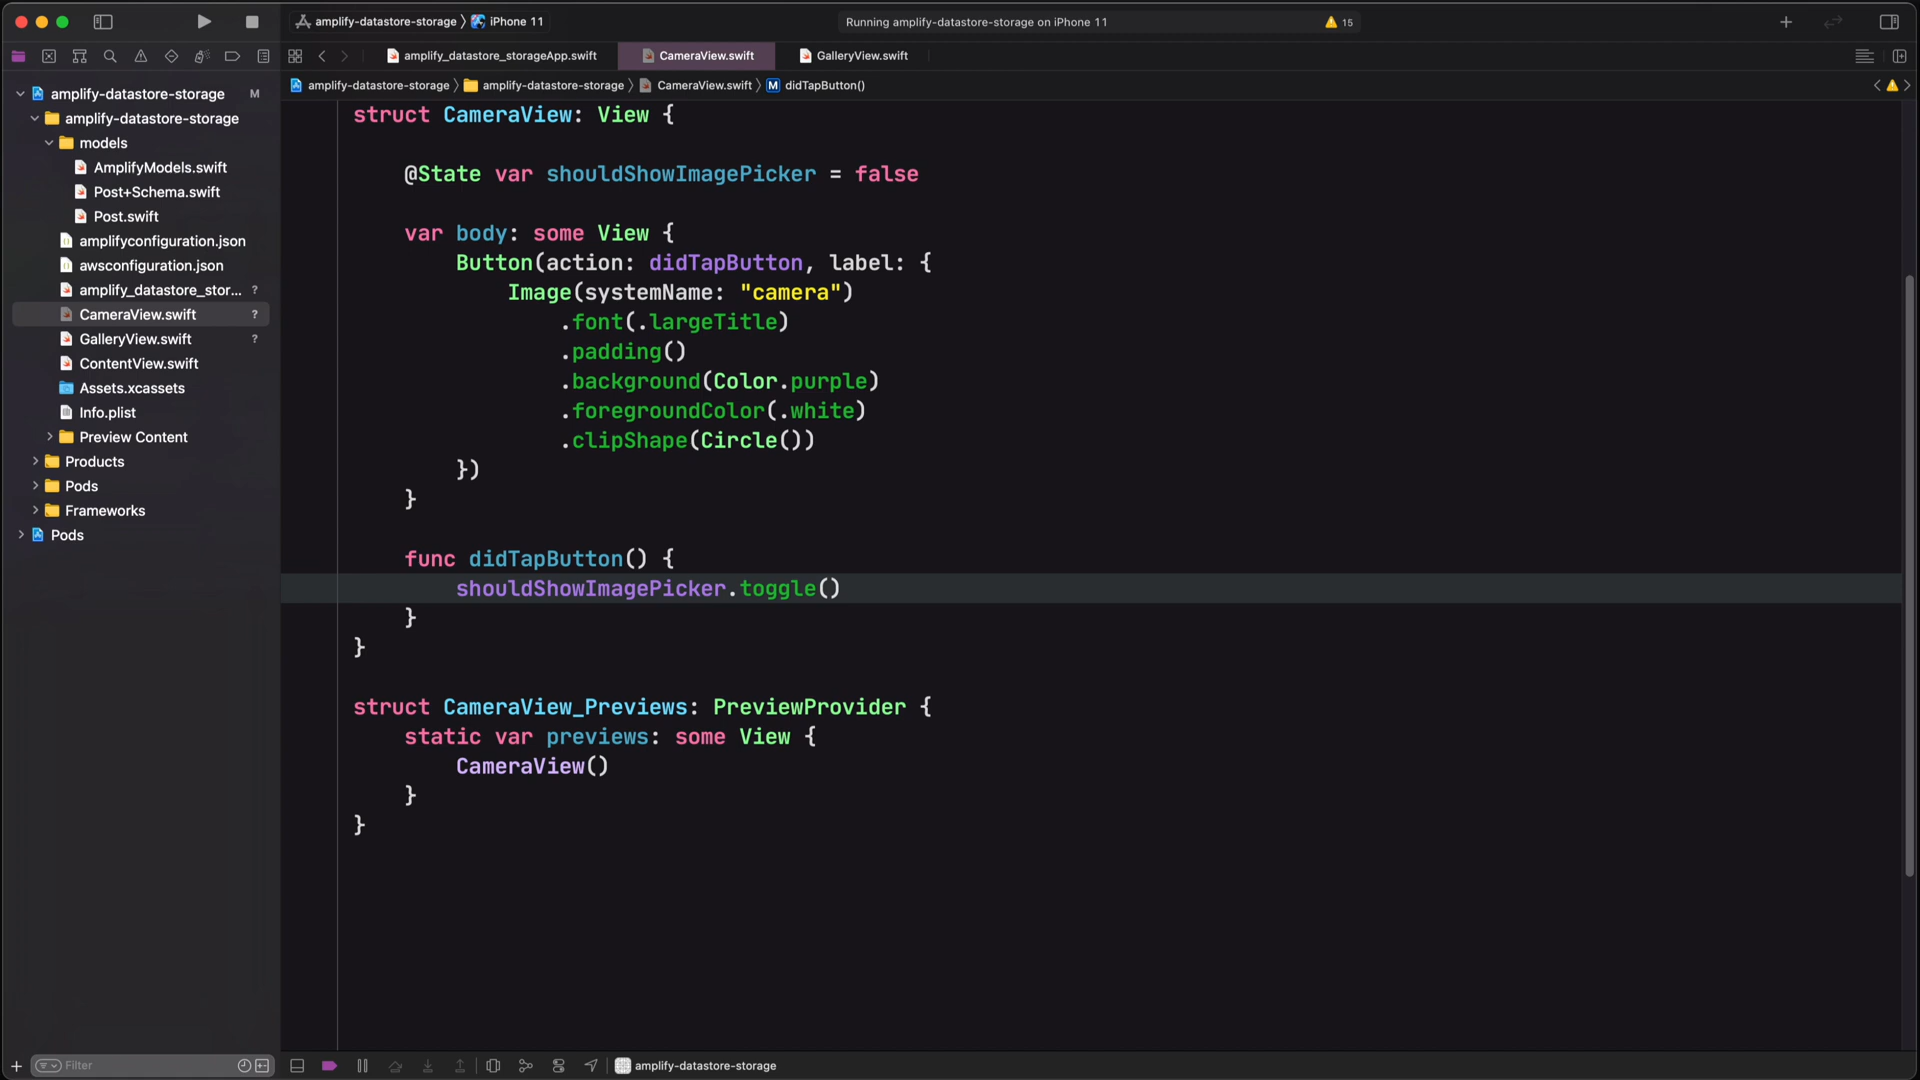 amplify-datastore-storage 〉 iPhone 11
Running amplify-datastore-storage on iPhone 11
15
amplify_datastore_storageApp.swift
CameraView.swift
GalleryView.swift
amplify-datastore-storage 〉 amplify-datastore-storage 〉 CameraView.swift 〉 M didTapButton()
amplify-datastore-storage M
amplify-datastore-storage
models
AmplifyModels.swift
Post+Schema.swift
Post.swift
amplifyconfiguration.json
awsconfiguration.json
amplify_datastore_stor... ?
CameraView.swift ?
GalleryView.swift ?
ContentView.swift
Assets.xcassets
Info.plist
Preview Content
Products
Pods
Frameworks
Pods
Filter
struct CameraView: View {
@State var shouldShowImagePicker = false
var body: some View {
Button(action: didTapButton, label: {
Image(systemName: "camera")
.font(.largeTitle)
.padding()
.background(Color.purple)
.foregroundColor(.white)
.clipShape(Circle())
})
}
func didTapButton() {
shouldShowImagePicker.toggle()
}
}
struct CameraView_Previews: PreviewProvider {
static var previews: some View {
CameraView()
}
}
amplify-datastore-storage